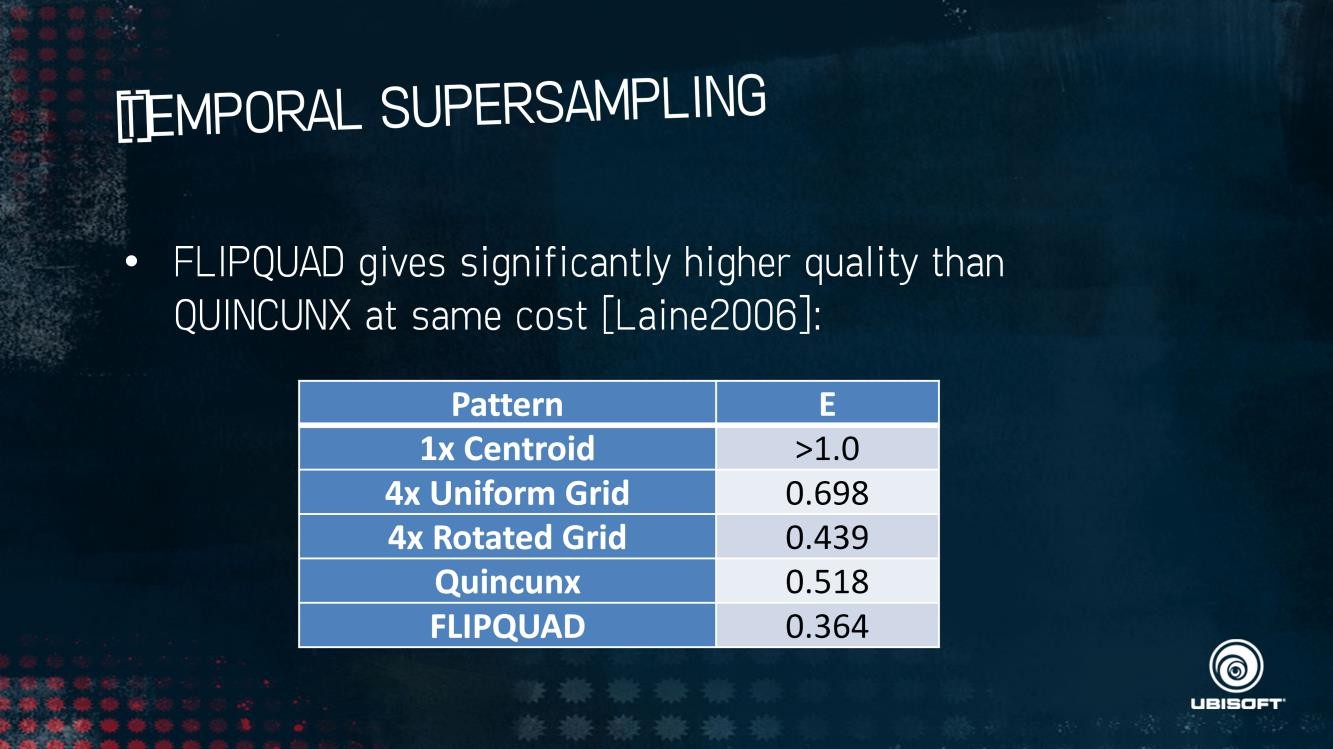 TEMPORAL SUPERSAMPLING
• FLIPQUAD gives significantly higher quality than
QUINCUNX at same cost [Laine2006]:
Pattern E
1x Centroid >1.0
4x Uniform Grid 0.698
4x Rotated Grid 0.439
Quincunx 0.518
FLIPQUAD 0.364
UBISOFT